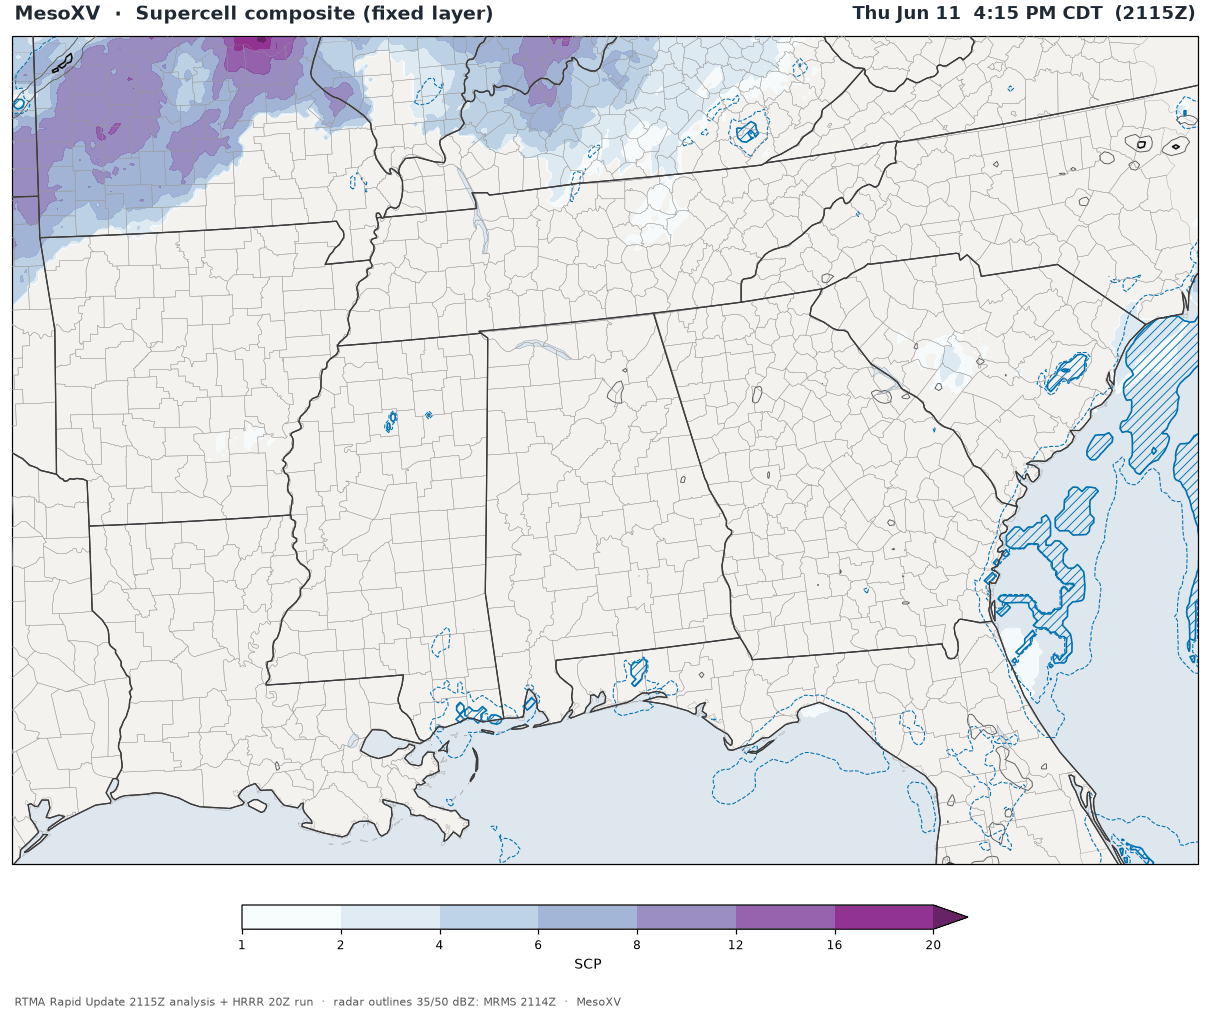 MesoXV · Supercell composite (fixed layer)
Thu Jun 11 4:15 PM CDT (2115Z)
1 2 4 6 8 12 16 20
SCP
RTMA Rapid Update 2115Z analysis + HRRR 20Z run · radar outlines 35/50 dBZ: MRMS 2114Z · MesoXV